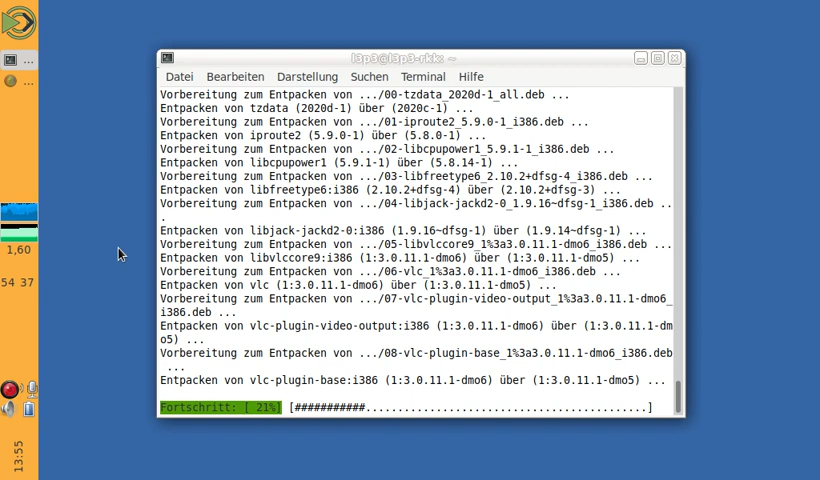 l3p3@l3p3-rkk: ~
Datei Bearbeiten Darstellung Suchen Terminal Hilfe
Vorbereitung zum Entpacken von .../00-tzdata_2020d-1_all.deb ...
Entpacken von tzdata (2020d-1) über (2020c-1) ...
Vorbereitung zum Entpacken von .../01-iproute2_5.9.0-1_i386.deb ...
Entpacken von iproute2 (5.9.0-1) über (5.8.0-1) ...
Vorbereitung zum Entpacken von .../02-libcpupower1_5.9.1-1_i386.deb ...
Entpacken von libcpupower1 (5.9.1-1) über (5.8.14-1) ...
Vorbereitung zum Entpacken von .../03-libfreetype6_2.10.2+dfsg-4_i386.deb ...
Entpacken von libfreetype6:i386 (2.10.2+dfsg-4) über (2.10.2+dfsg-3) ...
Vorbereitung zum Entpacken von .../04-libjack-jackd2-0_1.9.16~dfsg-1_i386.deb ..
.
Entpacken von libjack-jackd2-0:i386 (1.9.16~dfsg-1) über (1.9.14~dfsg-1) ...
Vorbereitung zum Entpacken von .../05-libvlccore9_1%3a3.0.11.1-dmo6_i386.deb ...
Entpacken von libvlccore9:i386 (1:3.0.11.1-dmo6) über (1:3.0.11.1-dmo5) ...
Vorbereitung zum Entpacken von .../06-vlc_1%3a3.0.11.1-dmo6_i386.deb ...
Entpacken von vlc (1:3.0.11.1-dmo6) über (1:3.0.11.1-dmo5) ...
Vorbereitung zum Entpacken von .../07-vlc-plugin-video-output_1%3a3.0.11.1-dmo6_
i386.deb ...
Entpacken von vlc-plugin-video-output:i386 (1:3.0.11.1-dmo6) über (1:3.0.11.1-dm
o5) ...
Vorbereitung zum Entpacken von .../08-vlc-plugin-base_1%3a3.0.11.1-dmo6_i386.deb
...
Entpacken von vlc-plugin-base:i386 (1:3.0.11.1-dmo6) über (1:3.0.11.1-dmo5) ...
Fortschritt: [ 21%] [###########............................................]
...
...
1,60
54 37
13:55